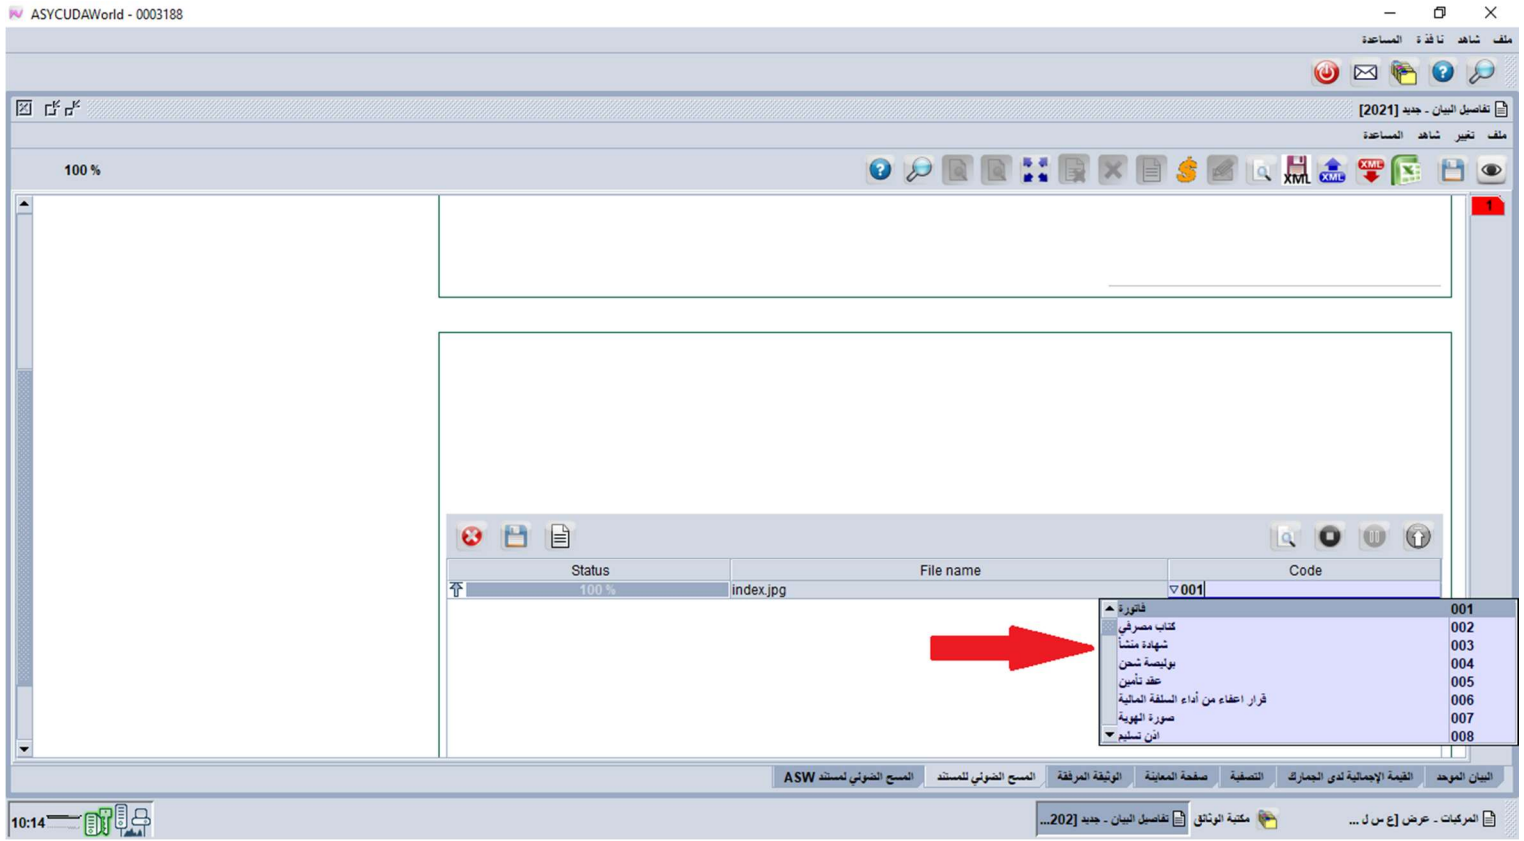 ASYCUDAWorld - 0003188
ملف شاهد نافذة المساعدة
تفاصيل البيان - جديد [2021]
ملف تغيير شاهد المساعدة
100 %
XML
XML
XML
1
Status File name Code
100 % index.jpg 001
فاتورة 001
كتاب مصرفي 002
شهادة منشأ 003
بوليصة شحن 004
عقد تأمين 005
قرار اعفاء من أداء السلفة المالية 006
صورة الهوية 007
اذن تسليم 008
البيان الموحد القيمة الإجمالية لدى الجمارك التصفية صفحة المعاينة الوثيقة المرفقة المسح الضوئي للمستند المسح الضوئي لمستند ASW
المركبات - عرض [ع س ل ... مكتبة الوثائق تفاصيل البيان - جديد [202...
10:14